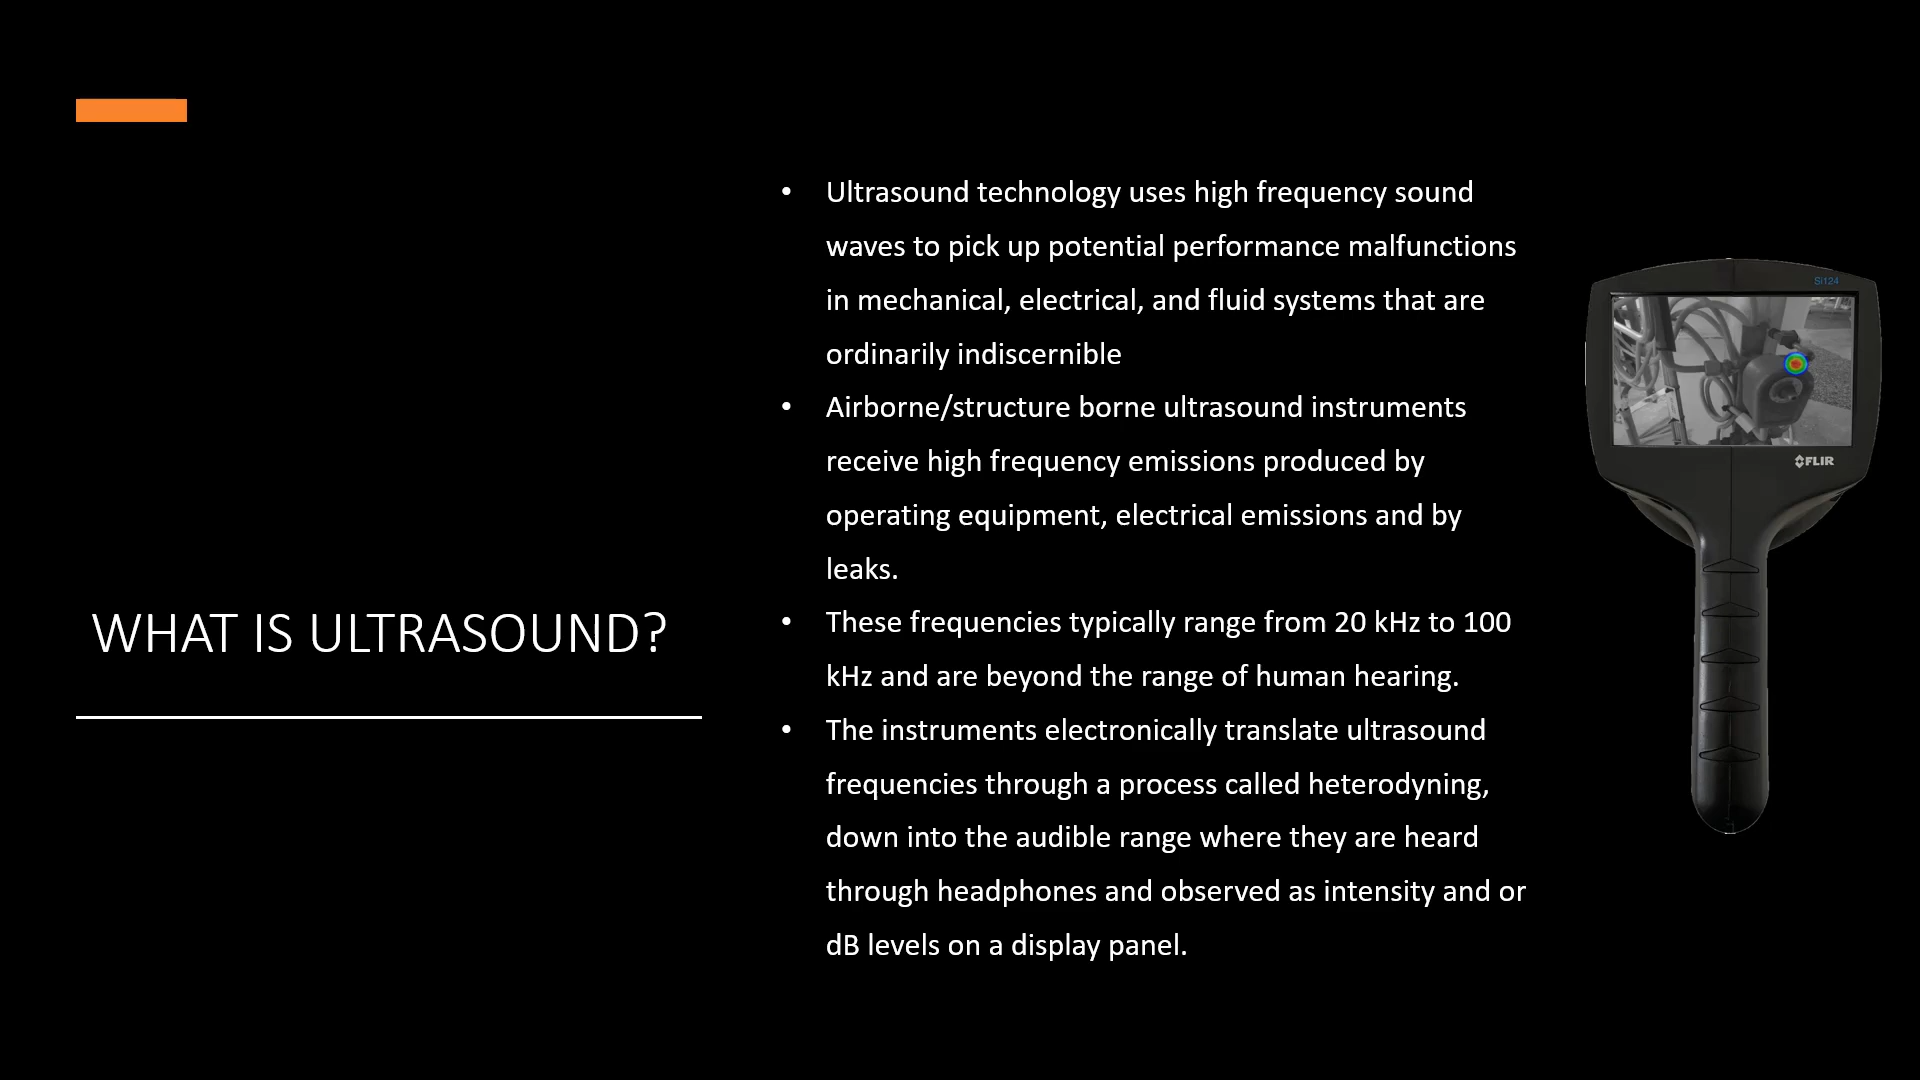 WHAT IS ULTRASOUND?
• Ultrasound technology uses high frequency sound
waves to pick up potential performance malfunctions
in mechanical, electrical, and fluid systems that are
ordinarily indiscernible
• Airborne/structure borne ultrasound instruments
receive high frequency emissions produced by
operating equipment, electrical emissions and by
leaks.
• These frequencies typically range from 20 kHz to 100
kHz and are beyond the range of human hearing.
• The instruments electronically translate ultrasound
frequencies through a process called heterodyning,
down into the audible range where they are heard
through headphones and observed as intensity and or
dB levels on a display panel.
Si124
FLIR